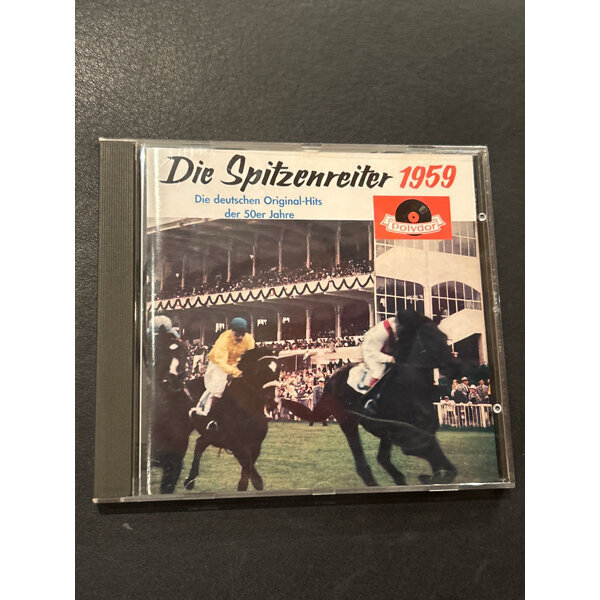 Die Spitzenreiter 1959
Die deutschen Original-Hits
der 50er Jahre
Polydor